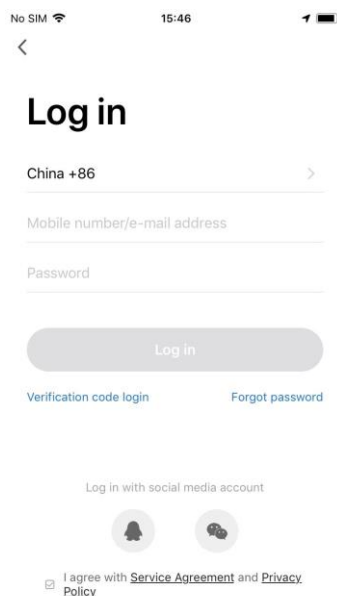 No SIM 15:46
Log in
China +86
Mobile number/e-mail address
Password
Log in
Verification code login Forgot password
Log in with social media account
I agree with Service Agreement and Privacy
Policy